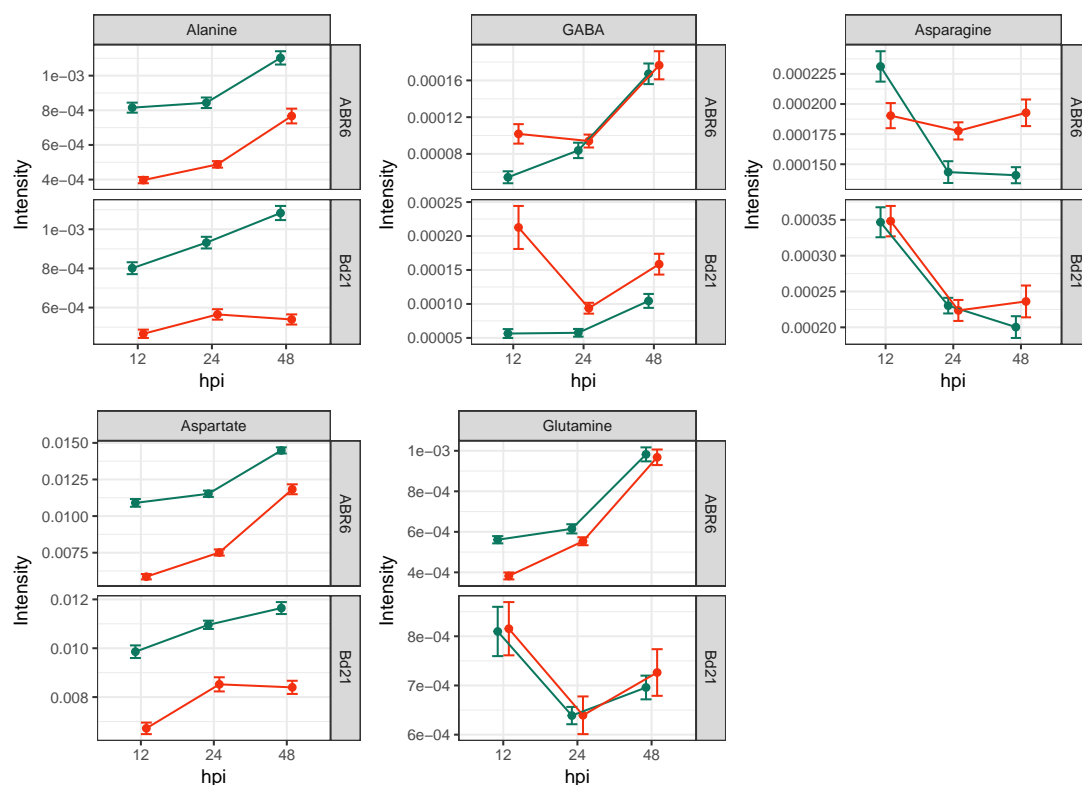 Alanine
1e−03
8e−04
6e−04
4e−04
ABR6
1e−03
8e−04
6e−04
Bd21
Intensity
12 24 48
hpi
GABA
0.00016
0.00012
0.00008
ABR6
0.00025
0.00020
0.00015
0.00010
0.00005
Bd21
Intensity
12 24 48
hpi
Asparagine
0.000225
0.000200
0.000175
0.000150
ABR6
0.00035
0.00030
0.00025
0.00020
Bd21
Intensity
12 24 48
hpi
Aspartate
0.0150
0.0125
0.0100
0.0075
ABR6
0.012
0.010
0.008
Bd21
Intensity
12 24 48
hpi
Glutamine
1e−03
8e−04
6e−04
4e−04
ABR6
8e−04
7e−04
6e−04
Bd21
Intensity
12 24 48
hpi